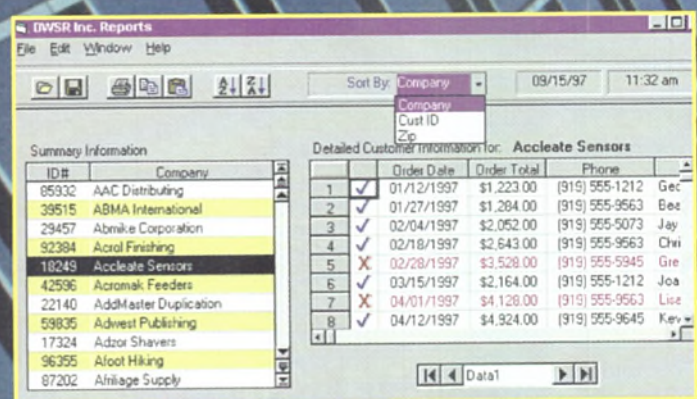 DWSR Inc. Reports
File Edit Window Help
Sort By: Company 09/15/97 11:32 am
Company
Cust ID
Zip
Summary Information
Detailed Customer Information for: Accleate Sensors
ID# Company
85932 AAC Distributing
39515 ABMA International
29457 Abmike Corporation
92384 Acrol Finishing
18249 Accleate Sensors
42596 Acromak Feeders
22140 AddMaster Duplication
59835 Adwest Publishing
17324 Adzor Shavers
96355 Afoot Hiking
87202 Afriliage Supply
Order Date Order Total Phone
1 01/12/1997 $1,223.00 (919) 555-1212 Geo
2 01/27/1997 $1,284.00 (919) 555-9563 Bea
3 02/04/1997 $2,052.00 (919) 555-5073 Jay
4 02/18/1997 $2,643.00 (919) 555-9563 Chri
5 02/28/1997 $3,528.00 (919) 555-5945 Gre
6 03/15/1997 $2,164.00 (919) 555-1212 Joa
7 04/01/1997 $4,128.00 (919) 555-9563 Lisa
8 04/12/1997 $4,924.00 (919) 555-9645 Kev
Data1